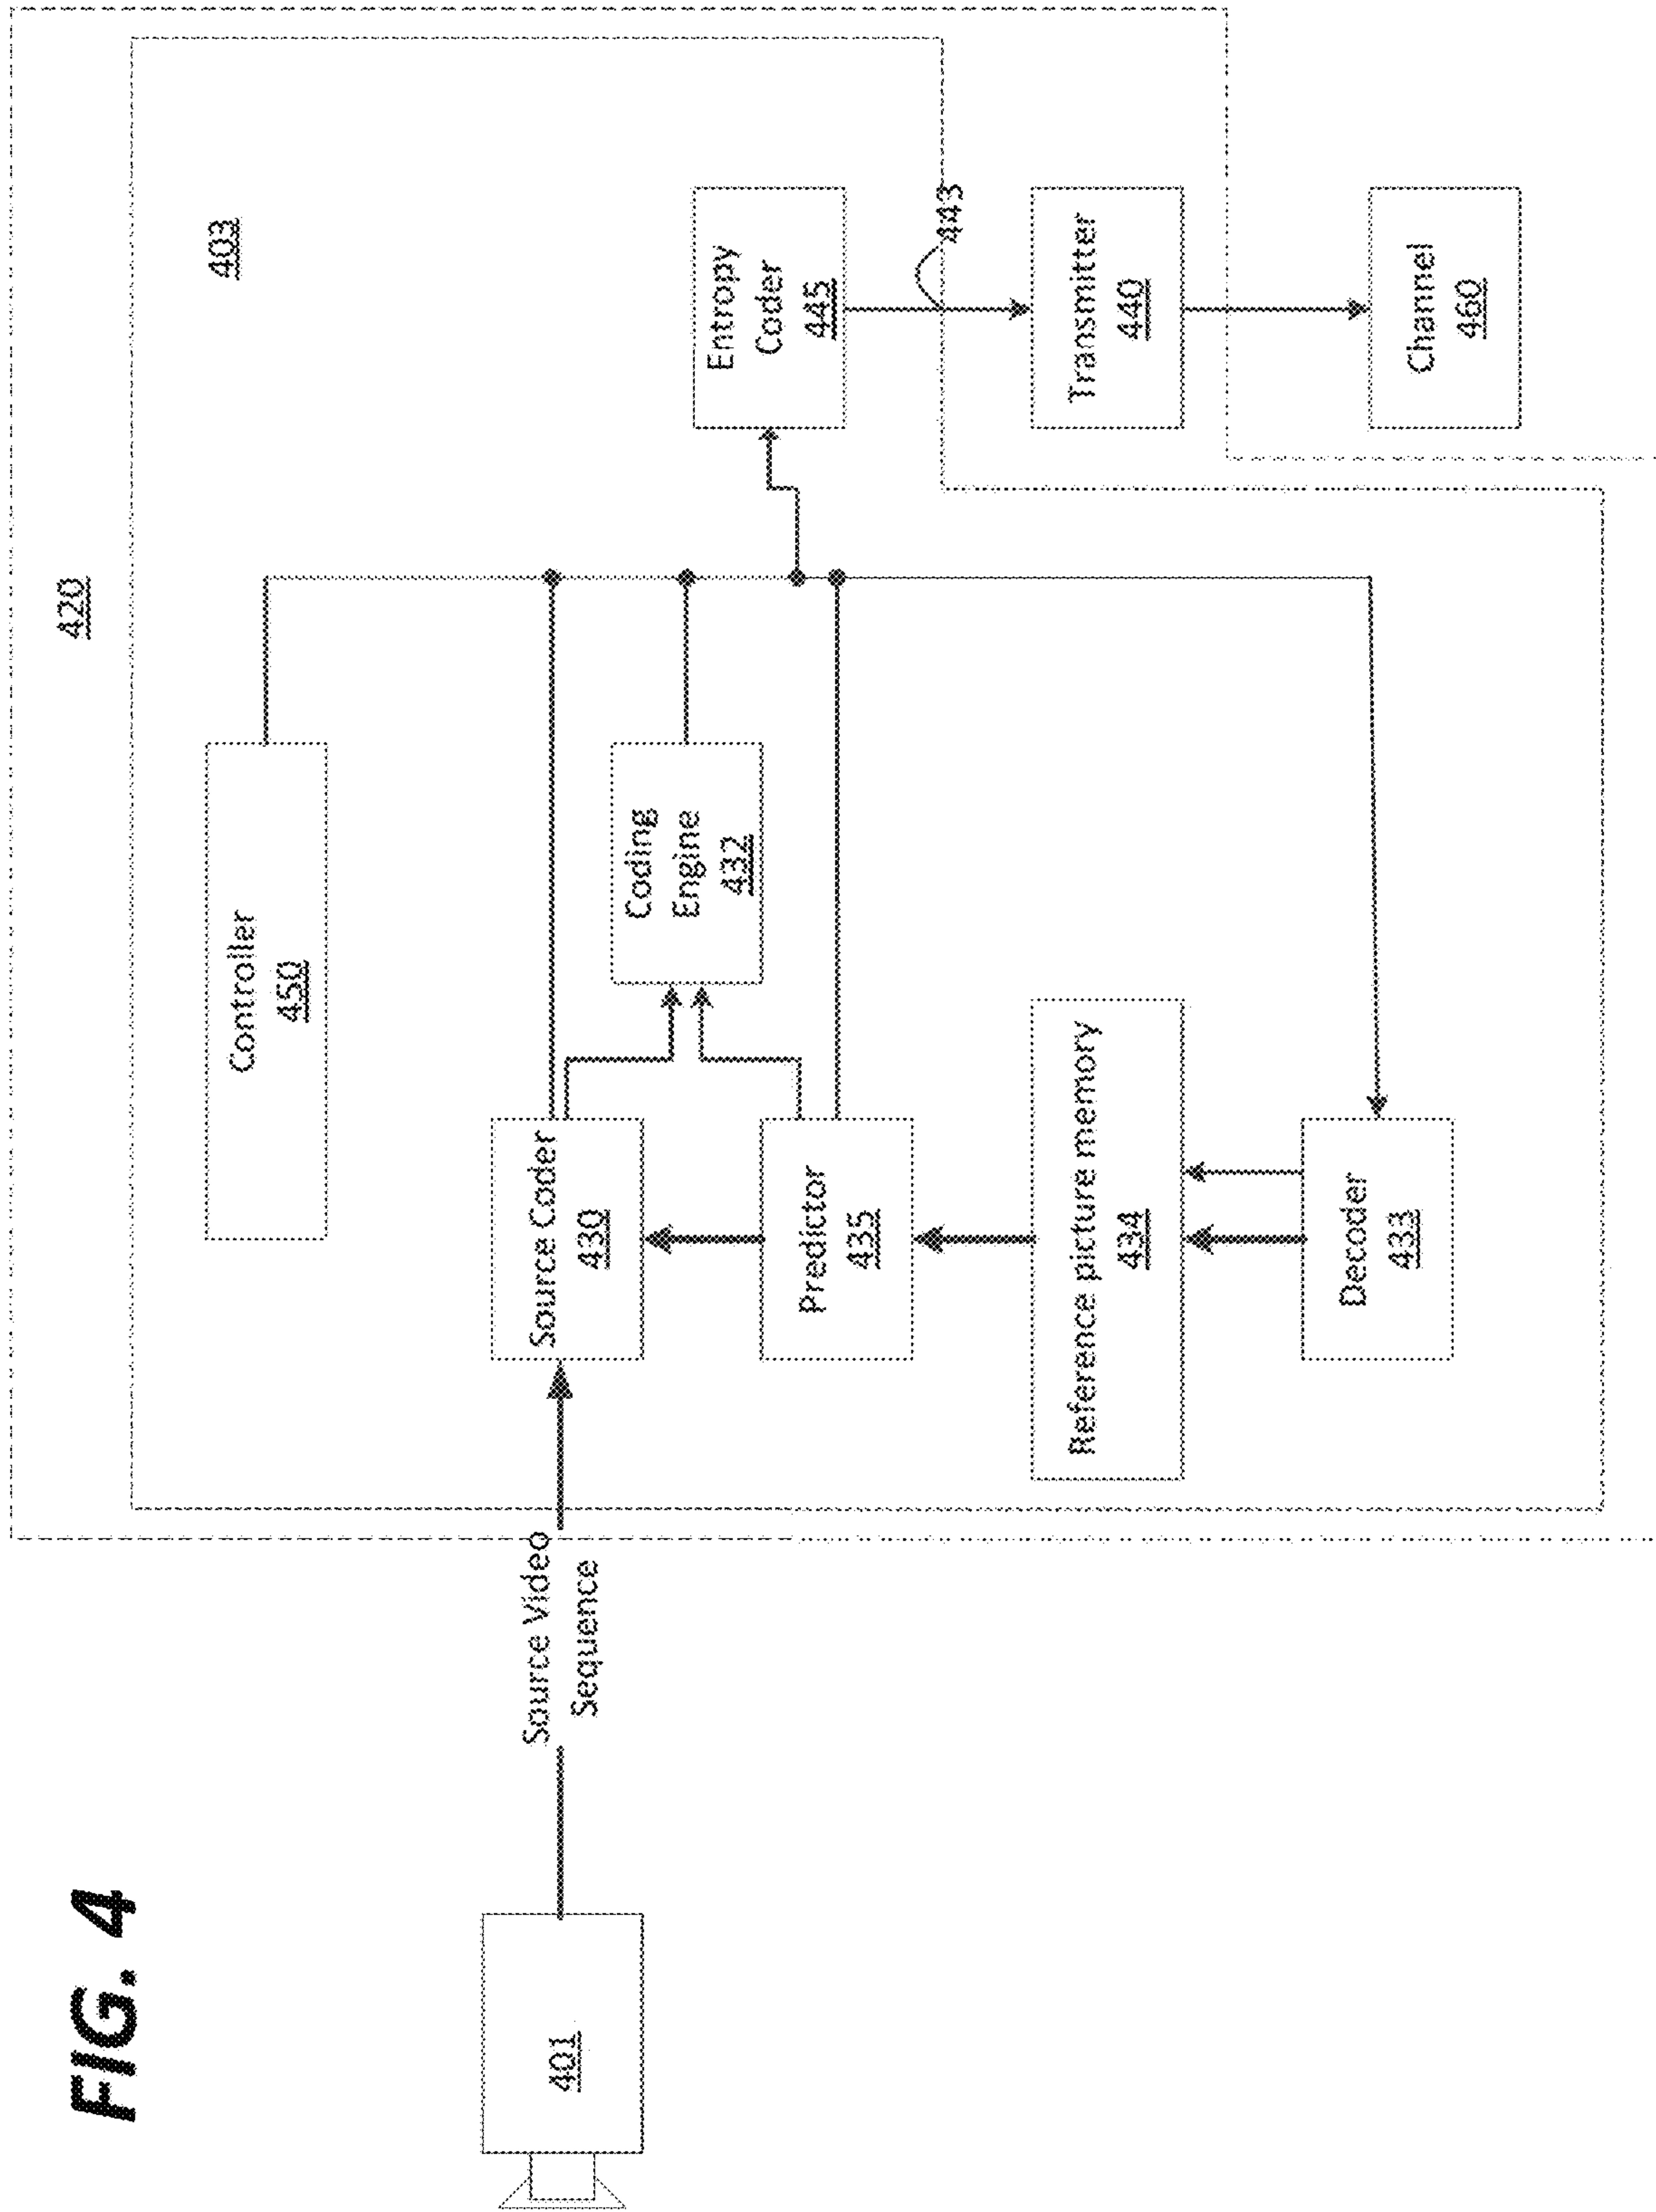 FIG. 4
420
403
Controller
450
401
Source Video
Sequence
Source Coder
430
Coding
Engine
432
Entropy
Coder
445
Predictor
435
443
Reference picture memory
434
Transmitter
440
Decoder
433
Channel
460